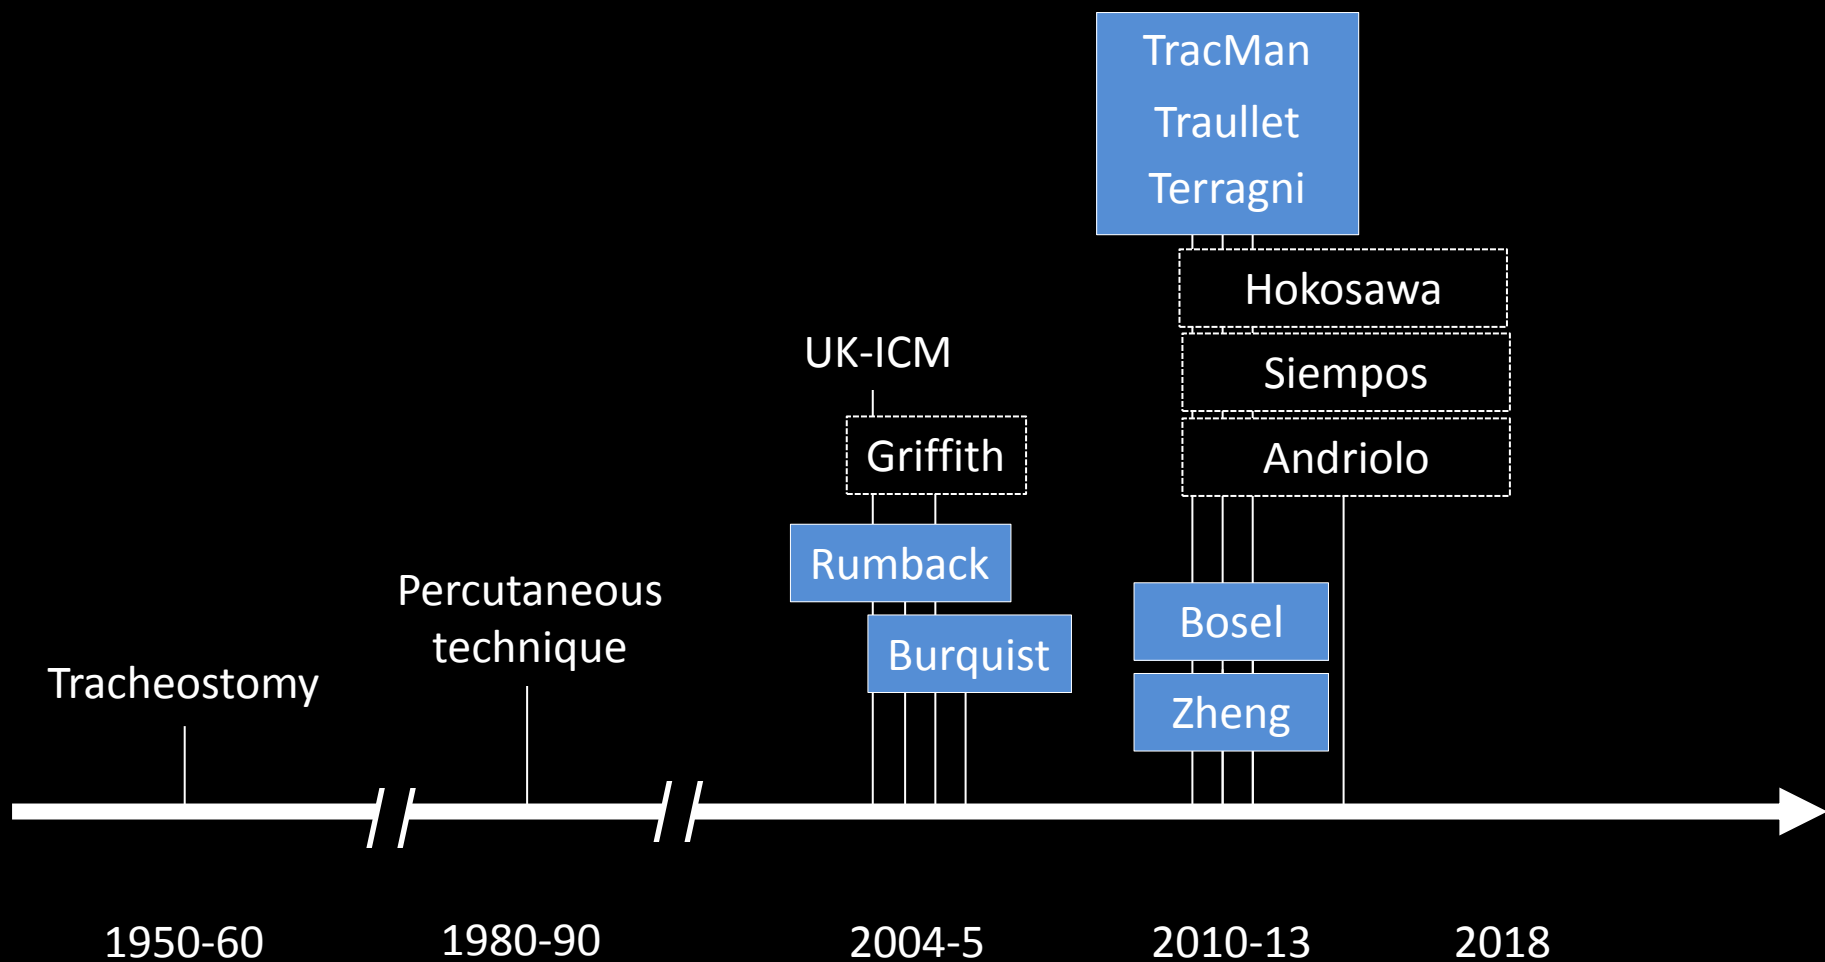 TracMan
Traullet
Terragni
Hokosawa
UK-ICM
Siempos
Griffith
Andriolo
Rumback
Percutaneous
technique
Bosel
Burquist
Tracheostomy
Zheng
1950-60
1980-90
2004-5
2010-13
2018